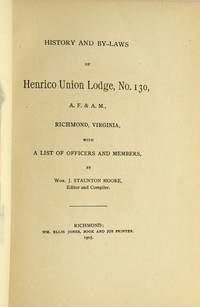 HISTORY AND BY-LAWS
OF
Henrico Union Lodge, No. 130,
A. F. & A. M.,
RICHMOND, VIRGINIA,
WITH
A LIST OF OFFICERS AND MEMBERS,
BY
WOR. J. STAUNTON MOORE,
Editor and Compiler.
RICHMOND:
WM. ELLIS JONES, BOOK AND JOB PRINTER.
1905.